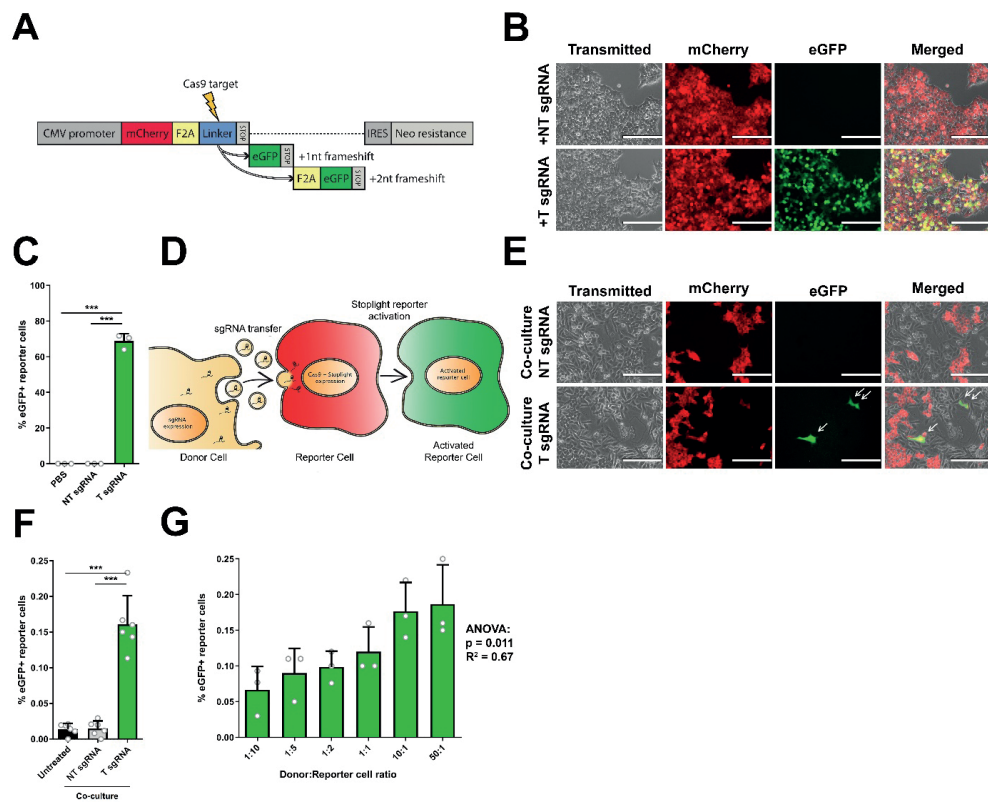 A
Cas9 target
CMV promoter
mCherry
F2A
Linker
STOP
IRES
Neo resistance
eGFP
STOP
+1nt frameshift
F2A
eGFP
STOP
+2nt frameshift
B
Transmitted
mCherry
eGFP
Merged
+NT sgRNA
+T sgRNA
C
% eGFP+ reporter cells
100
80
60
40
20
0
***
***
PBS
NT sgRNA
T sgRNA
D
sgRNA transfer
Stoplight reporter
activation
sgRNA
expression
Cas9 + Stoplight
expression
Activated
reporter cell
Donor Cell
Reporter Cell
Activated
Reporter Cell
E
Transmitted
mCherry
eGFP
Merged
Co-culture
NT sgRNA
Co-culture
T sgRNA
F
% eGFP+ reporter cells
0.25
0.20
0.15
0.10
0.05
0.00
***
***
Untreated
NT sgRNA
T sgRNA
Co-culture
G
% eGFP+ reporter cells
0.25
0.20
0.15
0.10
0.05
0.00
1:10
1:5
1:2
1:1
10:1
50:1
Donor:Reporter cell ratio
ANOVA:
p = 0.011
R² = 0.67